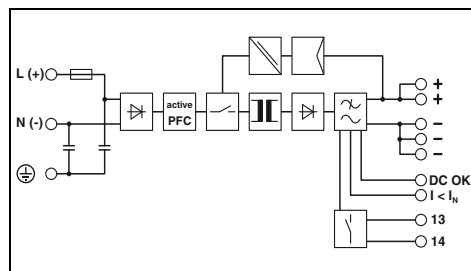 L (+)
N (-)
active
PFC
+
+
–
–
–
DC OK
I < IN
13
14